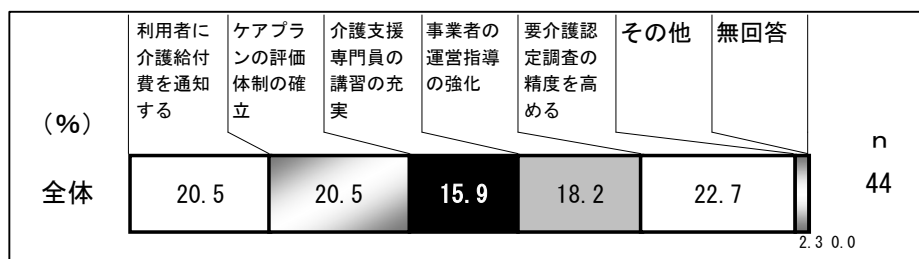 利用者に
介護給付
費を通知
する
ケアプラ
ンの評価
体制の確
立
介護支援
専門員の
講習の充
実
事業者の
運営指導
の強化
要介護認
定調査の
精度を高
める
その他
無回答
(%)
n
全体
20.5
20.5
15.9
18.2
22.7
44
2.3 0.0